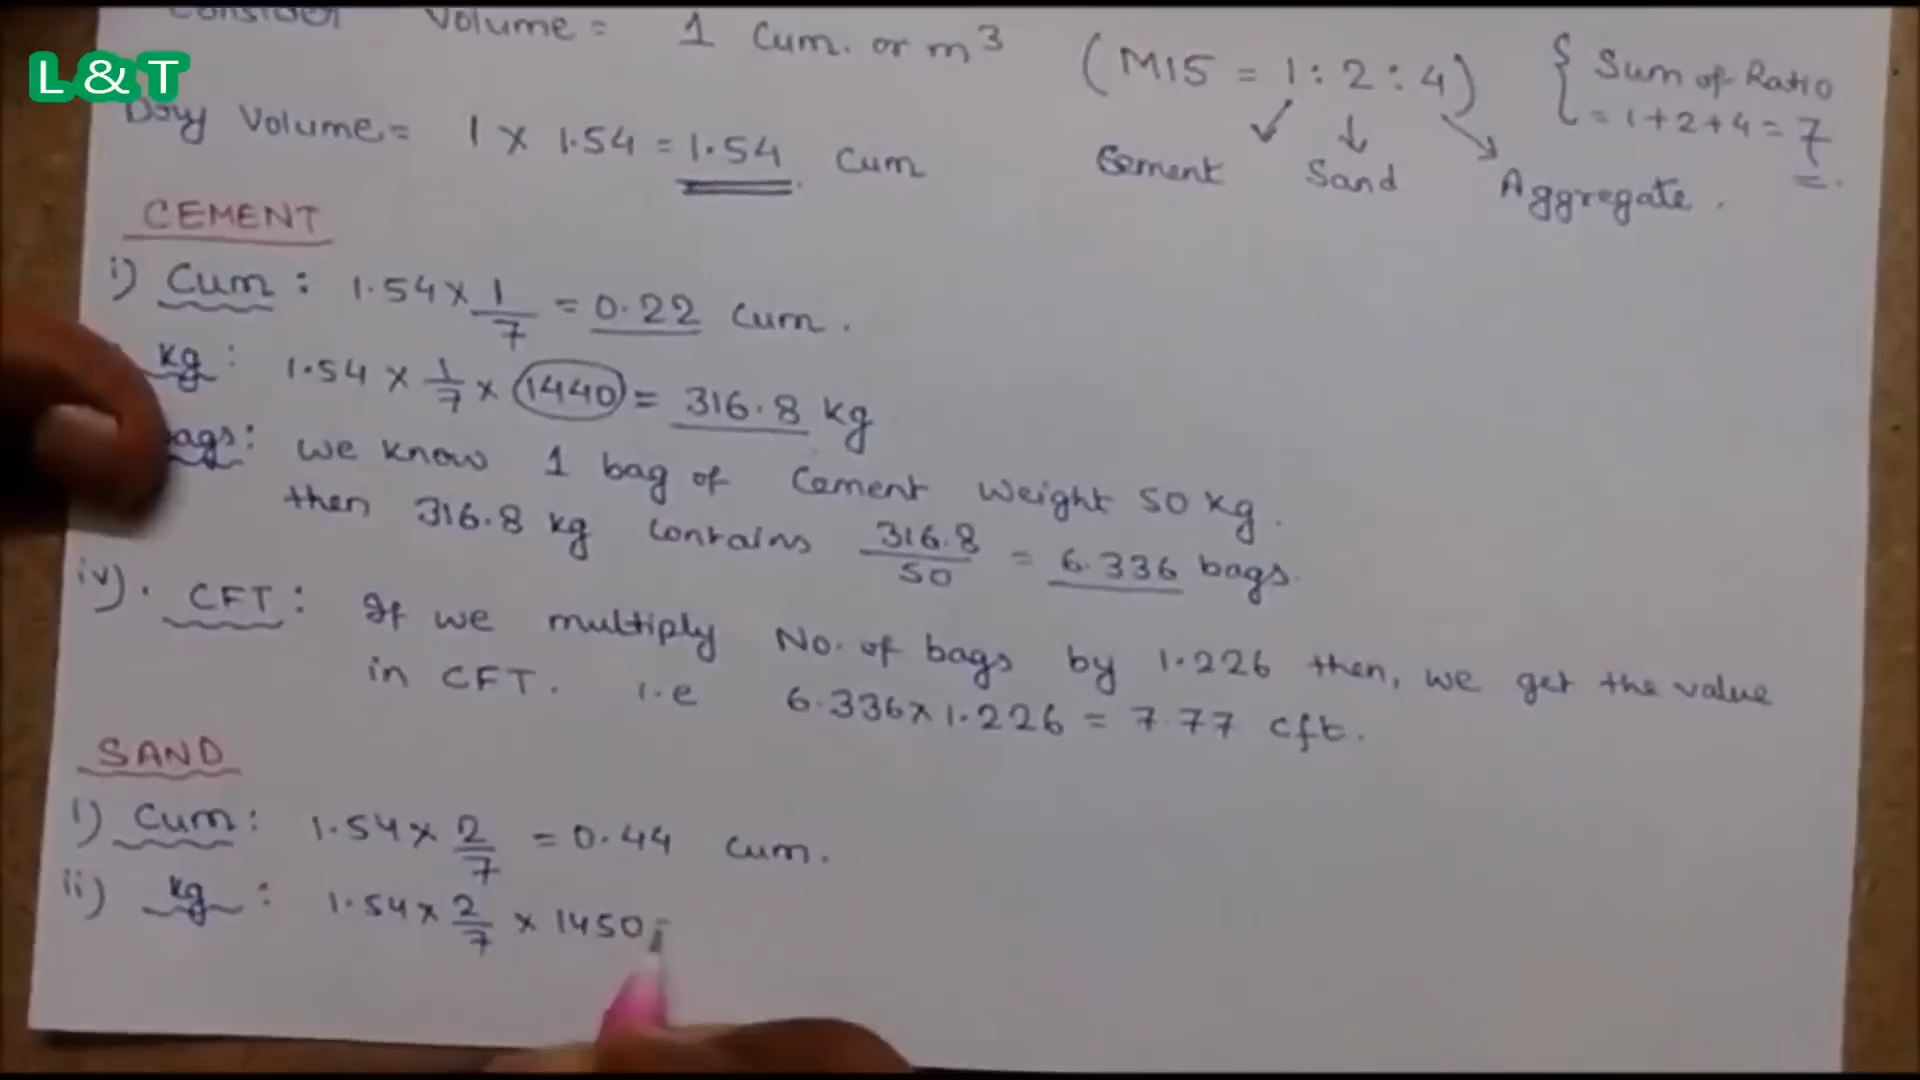 L&T
Consider Volume = 1 Cum. or m³
(M15 = 1 : 2 : 4)
{ Sum of Ratio
= 1+2+4 = 7
Dry Volume = 1 x 1.54 = 1.54 Cum
Cement Sand Aggregate.
CEMENT
i) Cum : 1.54 x 1/7 = 0.22 Cum.
kg : 1.54 x 1/7 x 1440 = 316.8 kg
ags : we know 1 bag of Cement Weight 50 kg.
then 316.8 kg contains 316.8/50 = 6.336 bags.
iv). CFT : If we multiply No. of bags by 1.226 then, we get the value
in CFT. i.e 6.336x1.226 = 7.77 cft.
SAND
i) Cum : 1.54 x 2/7 = 0.44 Cum.
ii) kg : 1.54 x 2/7 x 1450 =